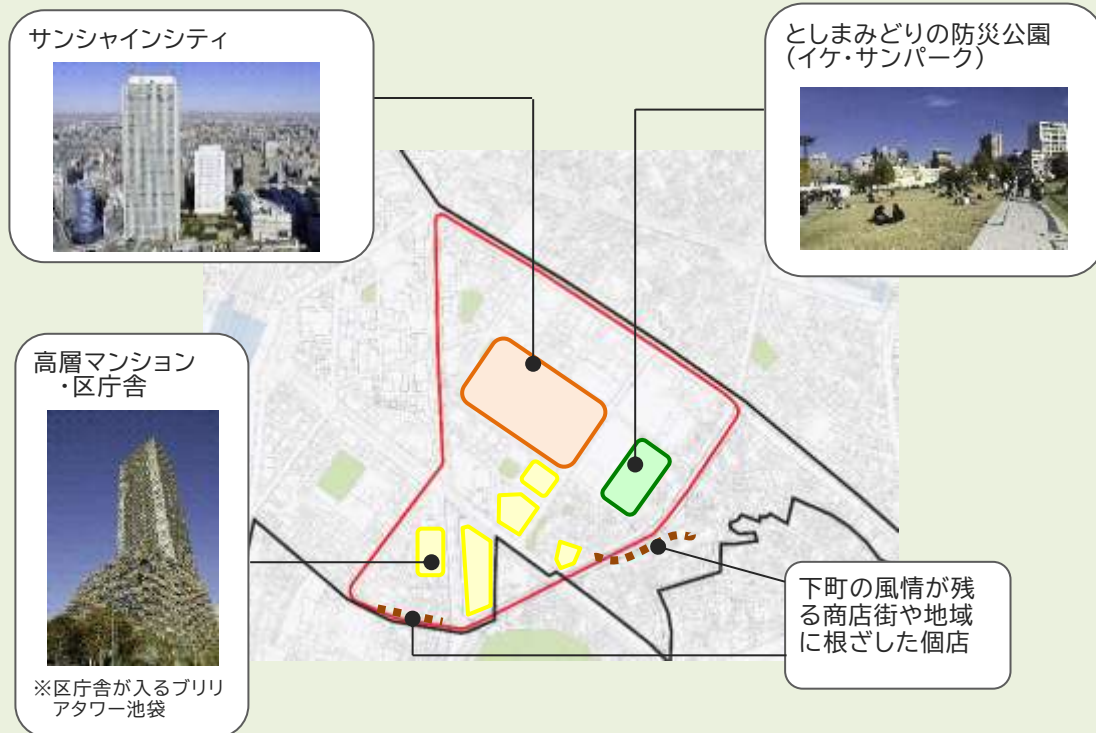 サンシャインシティ
としまみどりの防災公園
(イケ・サンパーク)
高層マンション
・区庁舎
※区庁舎が入るブリリ
アタワー池袋
下町の風情が残
る商店街や地域
に根ざした個店